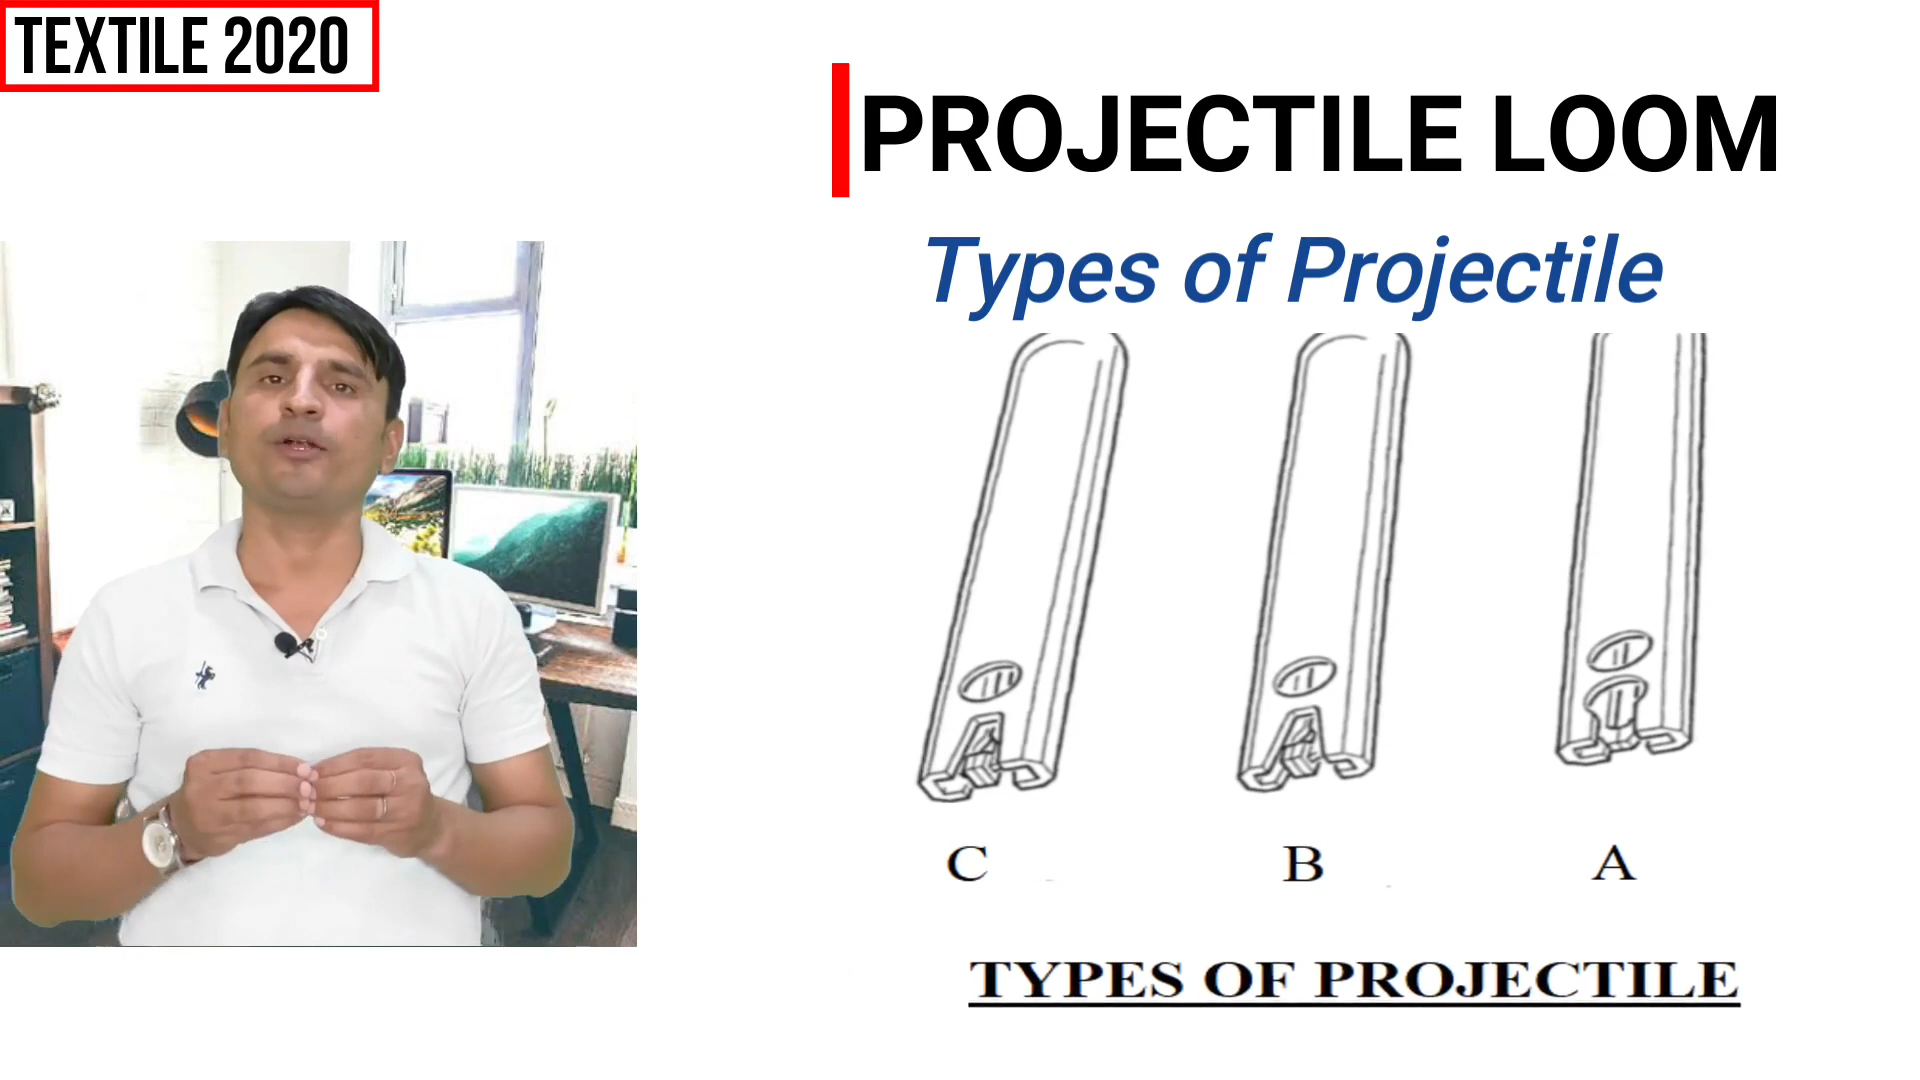 TEXTILE 2020
PROJECTILE LOOM
Types of Projectile
C B A
TYPES OF PROJECTILE